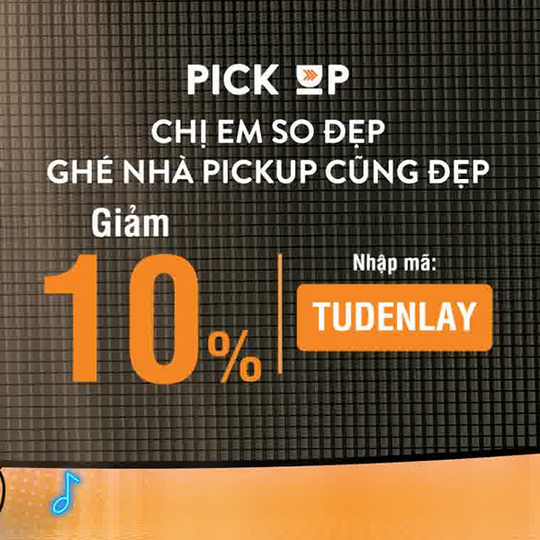 PICK UP
CHỊ EM SO ĐẸP
GHÉ NHÀ PICKUP CŨNG ĐẸP
Giảm
10%
Nhập mã:
TUDENLAY